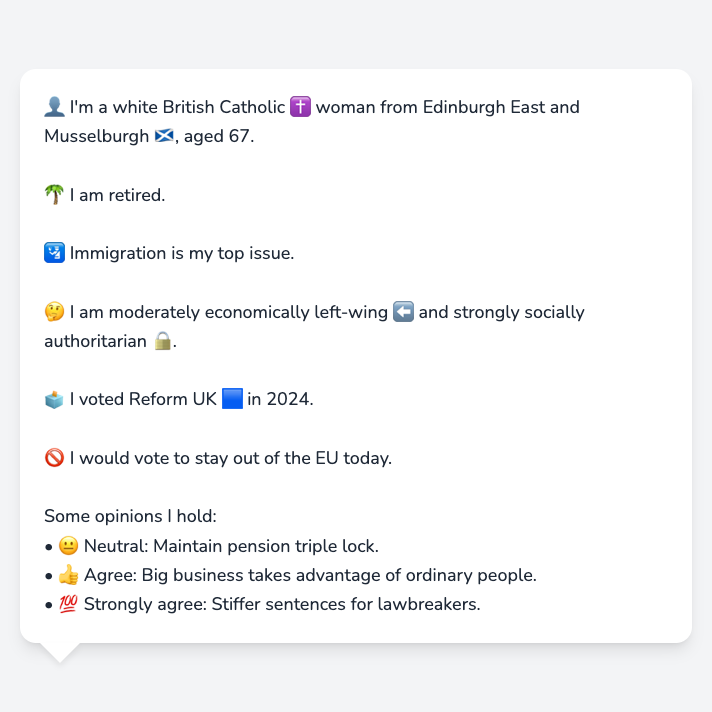 👤 I'm a white British Catholic ✝️ woman from Edinburgh East and
Musselburgh 🏴󠁧󠁢󠁳󠁣󠁴󠁿, aged 67.
🌴 I am retired.
🛂 Immigration is my top issue.
🤔 I am moderately economically left-wing ⬅️ and strongly socially
authoritarian 🔒.
🗳️ I voted Reform UK 🟦 in 2024.
🚫 I would vote to stay out of the EU today.
Some opinions I hold:
• 😐 Neutral: Maintain pension triple lock.
• 👍 Agree: Big business takes advantage of ordinary people.
• 💯 Strongly agree: Stiffer sentences for lawbreakers.